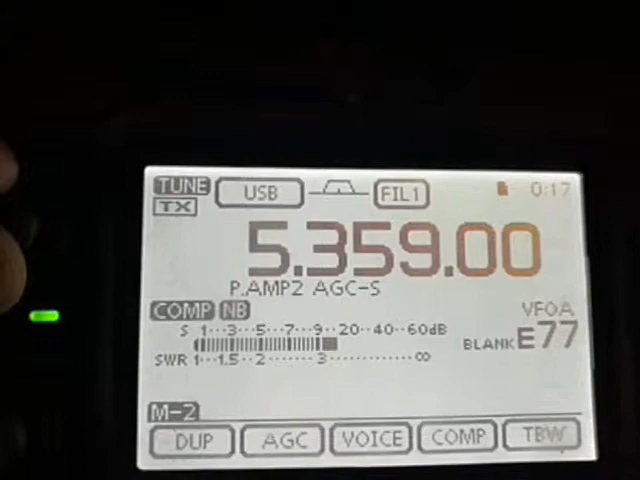 TUNE USB FIL1 0:17
TX
5.359.00
P.AMP2 AGC-S
COMP NB VFOA
S 1···3···5···7···9··20··40··60dB
BLANK E77
SWR 1···1.5··2·······3············∞
M-2
DUP AGC VOICE COMP TBW